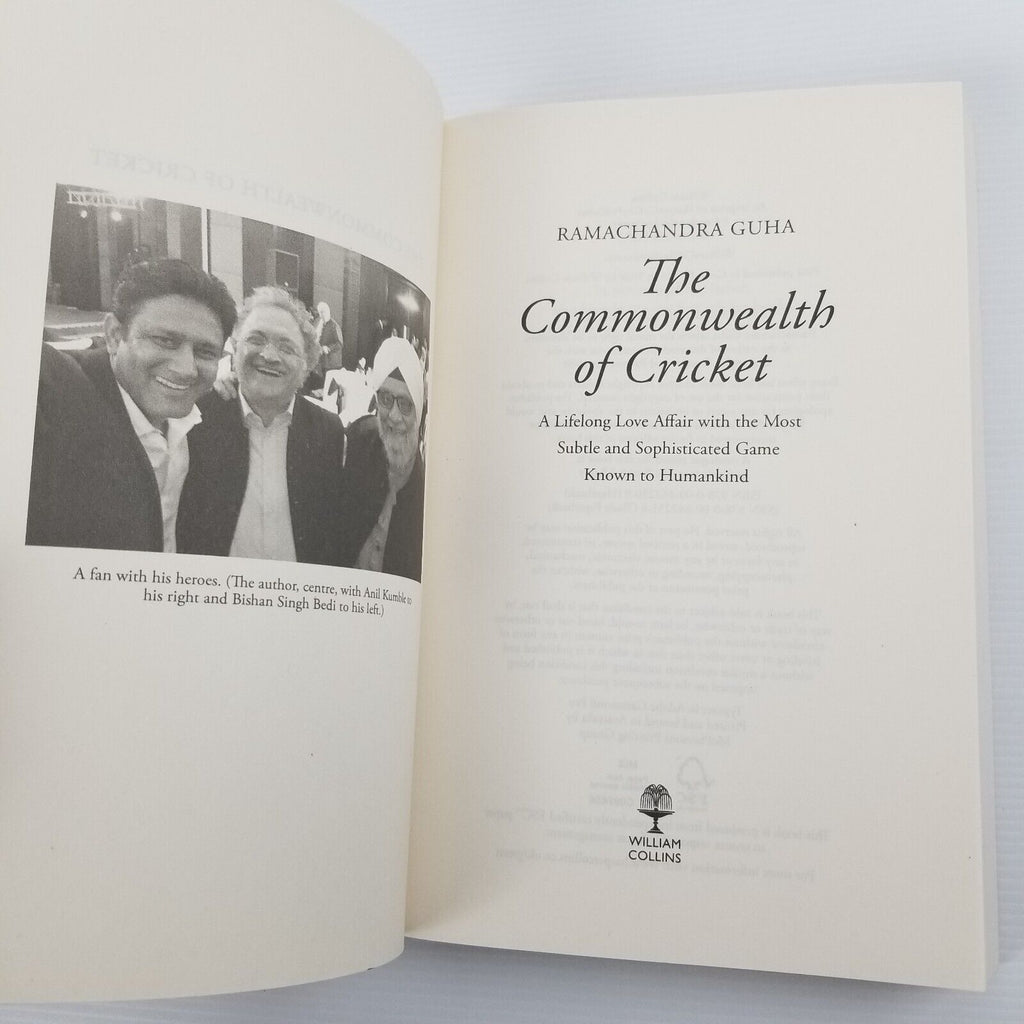 A fan with his heroes. (The author, centre, with Anil Kumble to
his right and Bishan Singh Bedi to his left.)
RAMACHANDRA GUHA
The
Commonwealth
of Cricket
A Lifelong Love Affair with the Most
Subtle and Sophisticated Game
Known to Humankind
WILLIAM
COLLINS